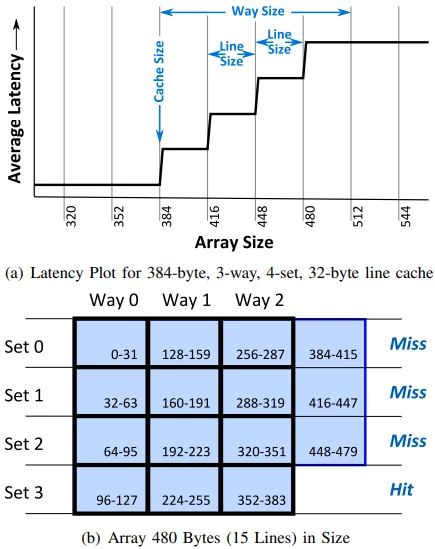 Way Size
Line
Size
Line
Size
Cache Size
Average Latency
320
352
384
416
448
480
512
544
Array Size
(a) Latency Plot for 384-byte, 3-way, 4-set, 32-byte line cache
Way 0 Way 1 Way 2
Set 0 0-31 128-159 256-287 384-415 Miss
Set 1 32-63 160-191 288-319 416-447 Miss
Set 2 64-95 192-223 320-351 448-479 Miss
Set 3 96-127 224-255 352-383 Hit
(b) Array 480 Bytes (15 Lines) in Size